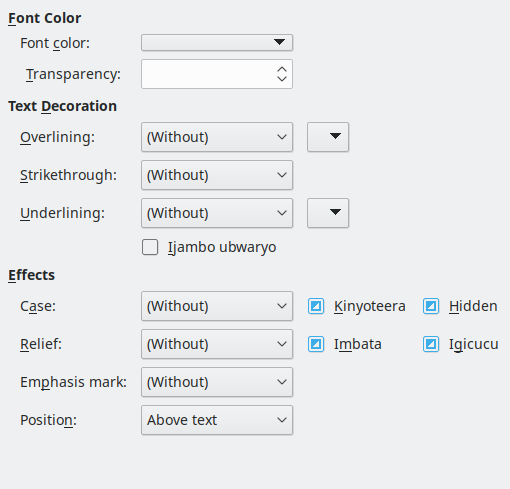 Font Color
Font color:
Transparency:
Text Decoration
Overlining: (Without)
Strikethrough: (Without)
Underlining: (Without)
Ijambo ubwaryo
Effects
Case: (Without) Kinyoteera Hidden
Relief: (Without) Imbata Igicucu
Emphasis mark: (Without)
Position: Above text